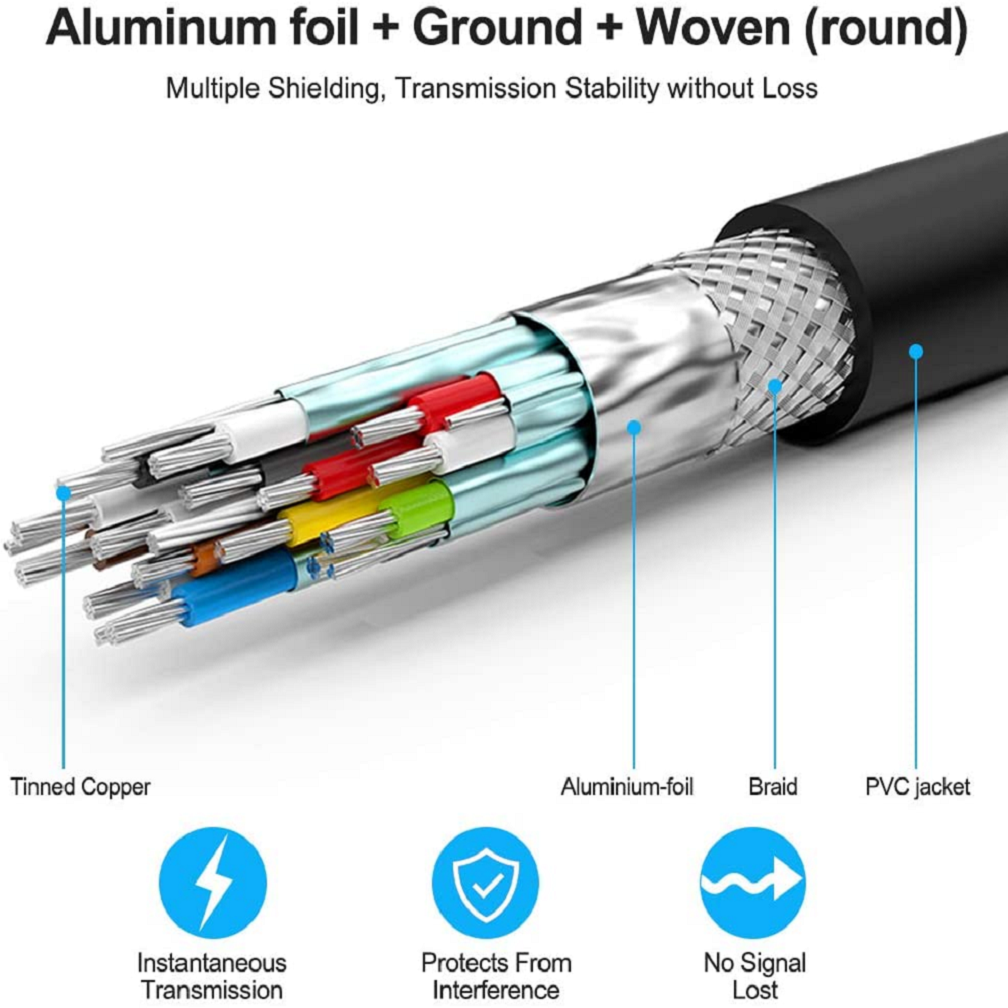 Aluminum foil + Ground + Woven (round)
Multiple Shielding, Transmission Stability without Loss
Tinned Copper
Aluminium-foil
Braid
PVC jacket
Instantaneous
Transmission
Protects From
Interference
No Signal
Lost